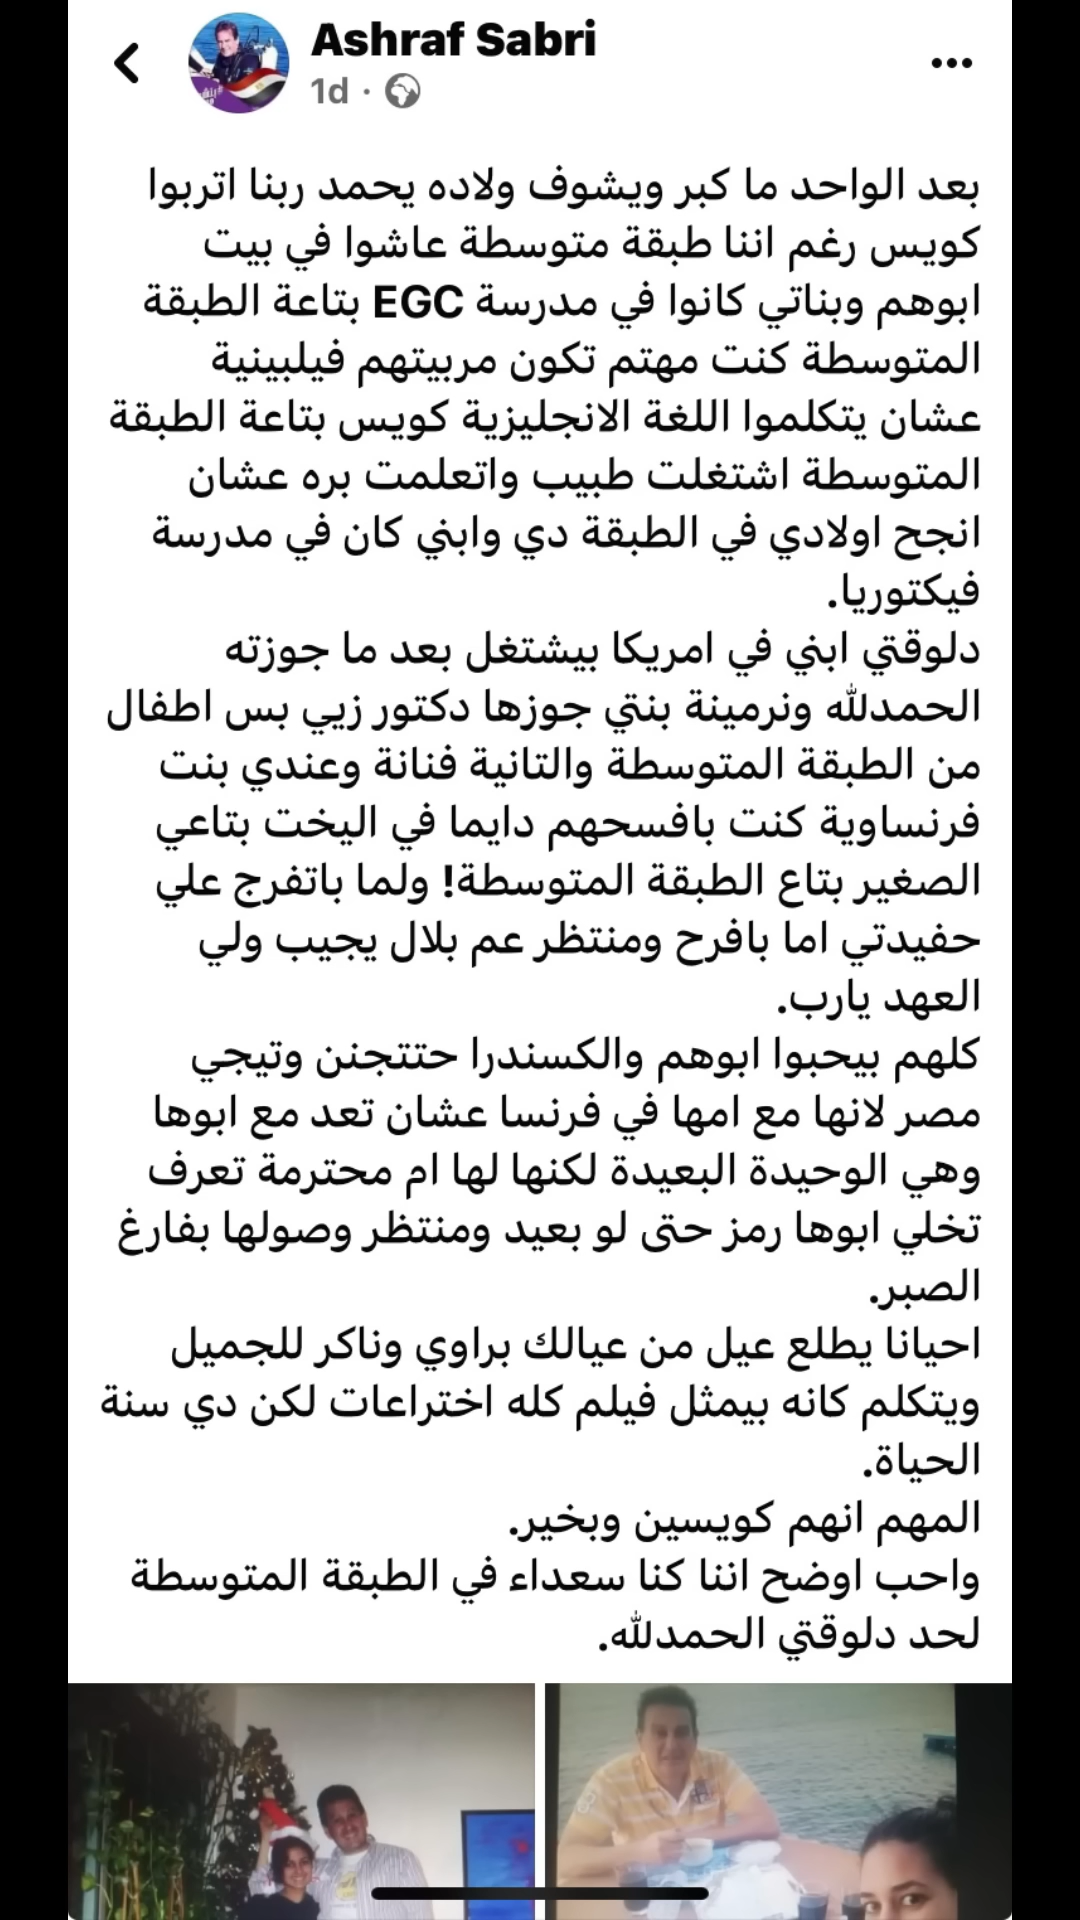 Ashraf Sabri
1d ·
بعد الواحد ما كبر ويشوف ولاده يحمد ربنا اتربوا
كويس رغم اننا طبقة متوسطة عاشوا في بيت
ابوهم وبناتي كانوا في مدرسة EGC بتاعة الطبقة
المتوسطة كنت مهتم تكون مربيتهم فيلبينية
عشان يتكلموا اللغة الانجليزية كويس بتاعة الطبقة
المتوسطة اشتغلت طبيب واتعلمت بره عشان
انجح اولادي في الطبقة دي وابني كان في مدرسة
فيكتوريا.
دلوقتي ابني في امريكا بيشتغل بعد ما جوزته
الحمدلله ونرمينة بنتي جوزها دكتور زيي بس اطفال
من الطبقة المتوسطة والتانية فنانة وعندي بنت
فرنساوية كنت بافسحهم دايما في اليخت بتاعي
الصغير بتاع الطبقة المتوسطة! ولما باتفرج علي
حفيدتي اما بافرح ومنتظر عم بلال يجيب ولي
العهد يارب.
كلهم بيحبوا ابوهم والكسندرا حتتجنن وتيجي
مصر لانها مع امها في فرنسا عشان تعد مع ابوها
وهي الوحيدة البعيدة لكنها لها ام محترمة تعرف
تخلي ابوها رمز حتى لو بعيد ومنتظر وصولها بفارغ
الصبر.
احيانا يطلع عيل من عيالك براوي وناكر للجميل
ويتكلم كانه بيمثل فيلم كله اختراعات لكن دي سنة
الحياة.
المهم انهم كويسين وبخير.
واحب اوضح اننا كنا سعداء في الطبقة المتوسطة
لحد دلوقتي الحمدلله.